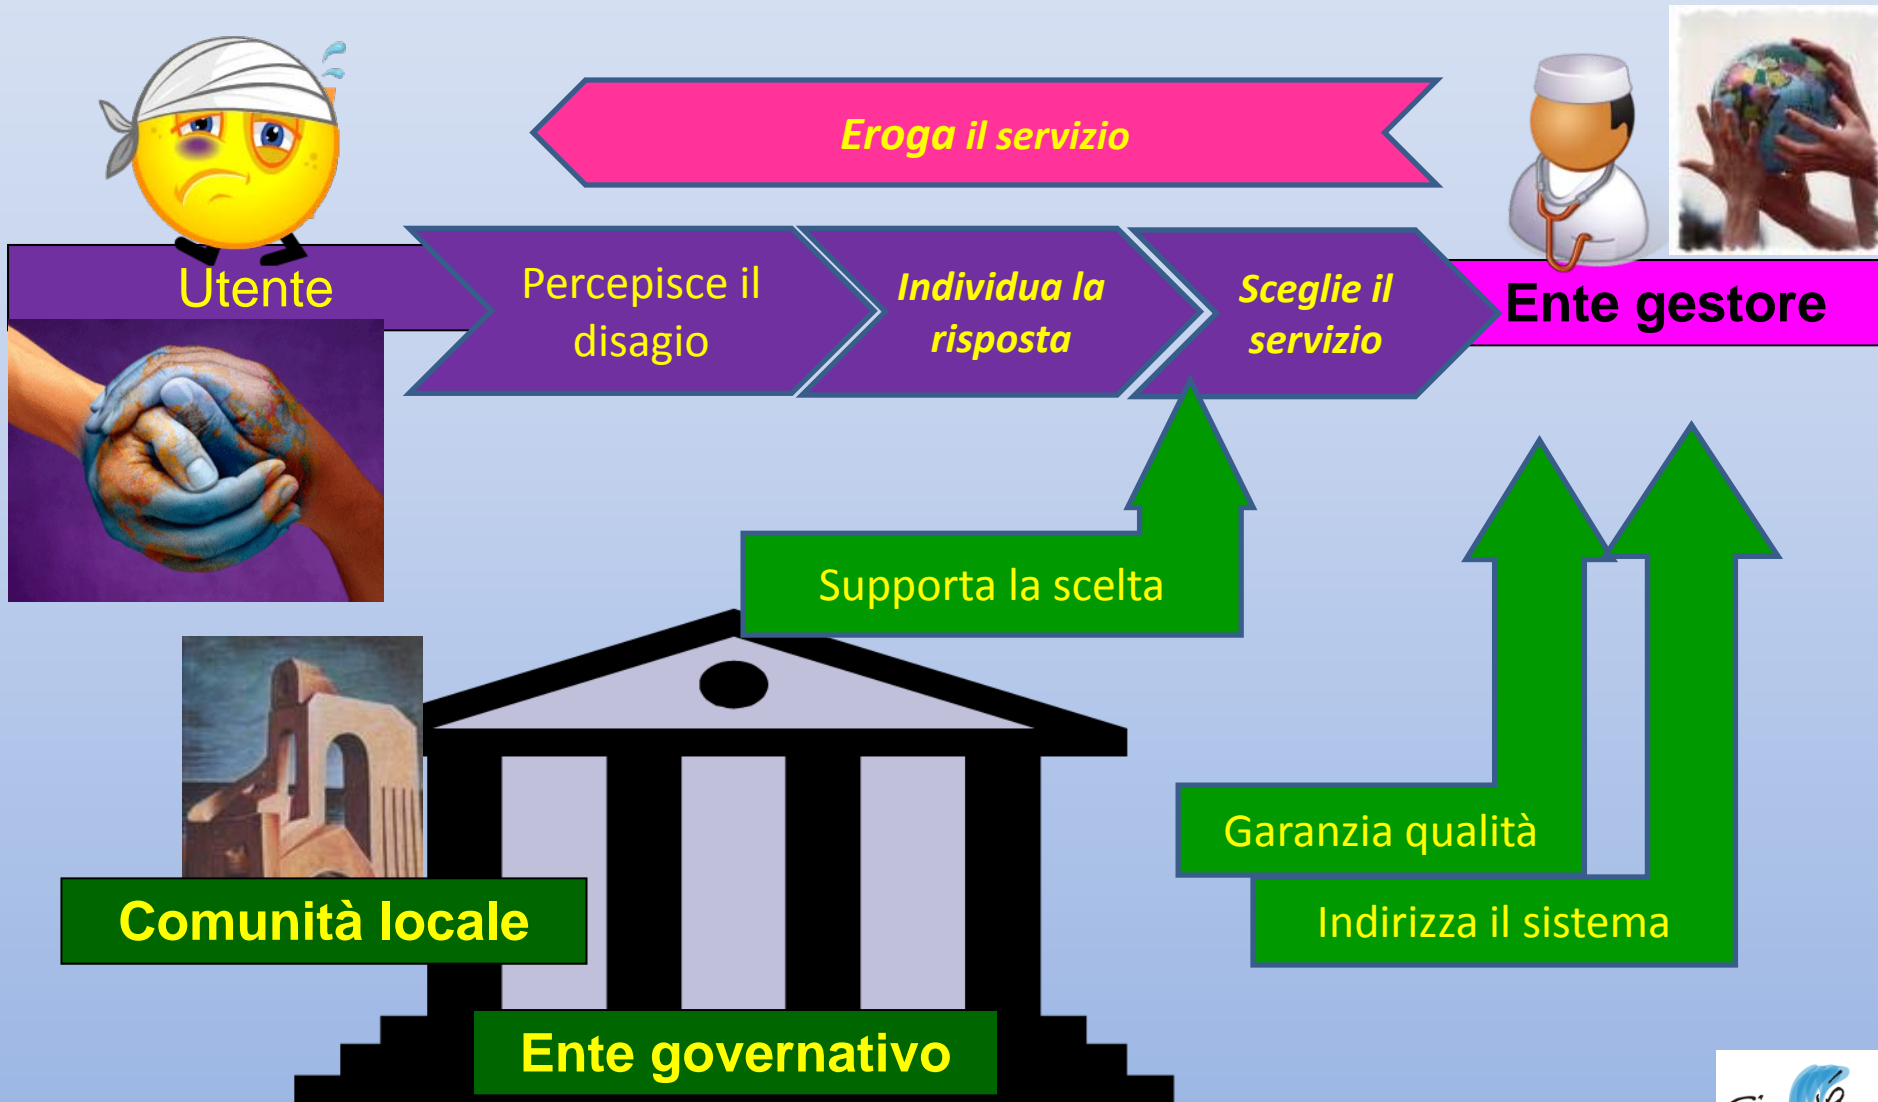 Eroga il servizio
Utente
Percepisce il
disagio
Individua la
risposta
Sceglie il
servizio
Ente gestore
Supporta la scelta
Garanzia qualità
Comunità locale
Indirizza il sistema
Ente governativo